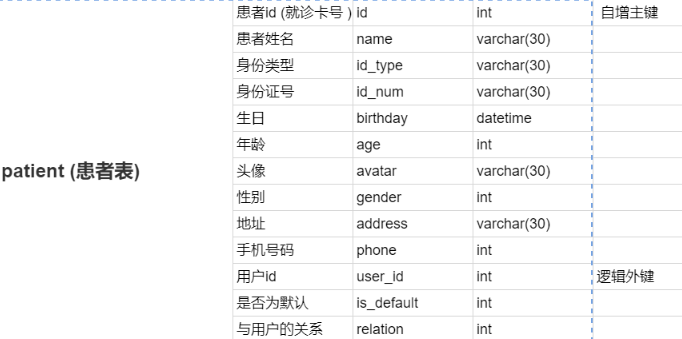 患者id (就诊卡号 ) id int 自增主键
患者姓名 name varchar(30)
身份类型 id_type varchar(30)
身份证号 id_num varchar(30)
生日 birthday datetime
年龄 age int
patient (患者表) 头像 avatar varchar(30)
性别 gender int
地址 address varchar(30)
手机号码 phone int
用户id user_id int 逻辑外键
是否为默认 is_default int
与用户的关系 relation int